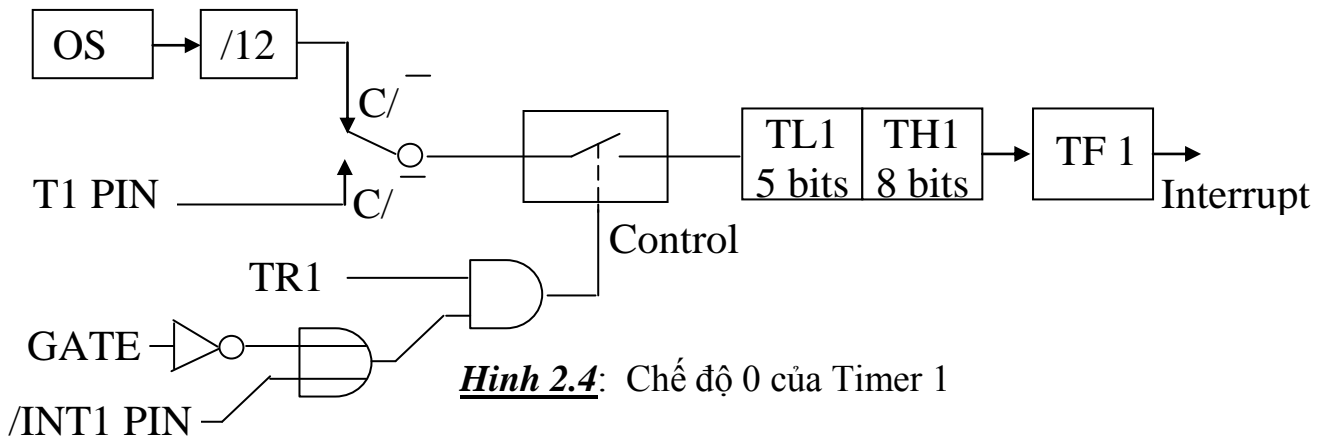 OS
/12
C/
T1 PIN
C/
TL1
5 bits
TH1
8 bits
TF 1
Interrupt
Control
TR1
GATE
/INT1 PIN
Hinh 2.4: Chế độ 0 của Timer 1